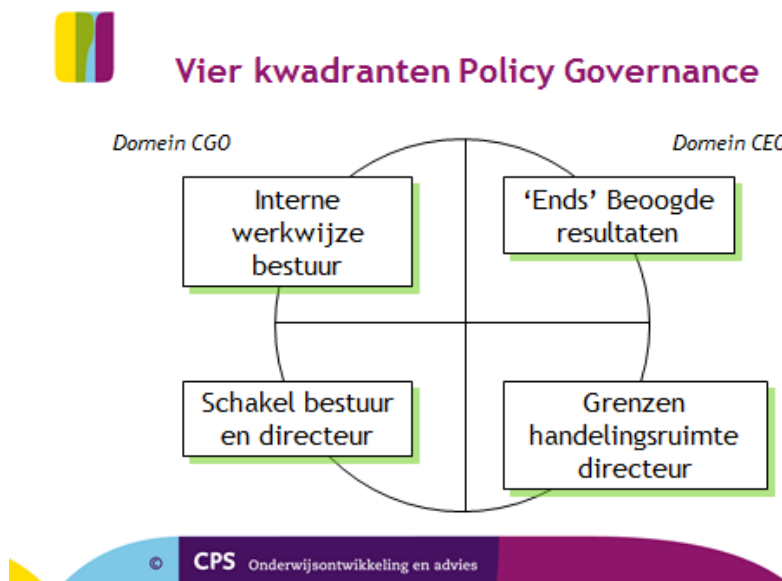 Vier kwadranten Policy Governance
Domein CGO
Domein CEO
Interne
werkwijze
bestuur
‘Ends’ Beoogde
resultaten
Schakel bestuur
en directeur
Grenzen
handelingsruimte
directeur
© CPS Onderwijsontwikkeling en advies